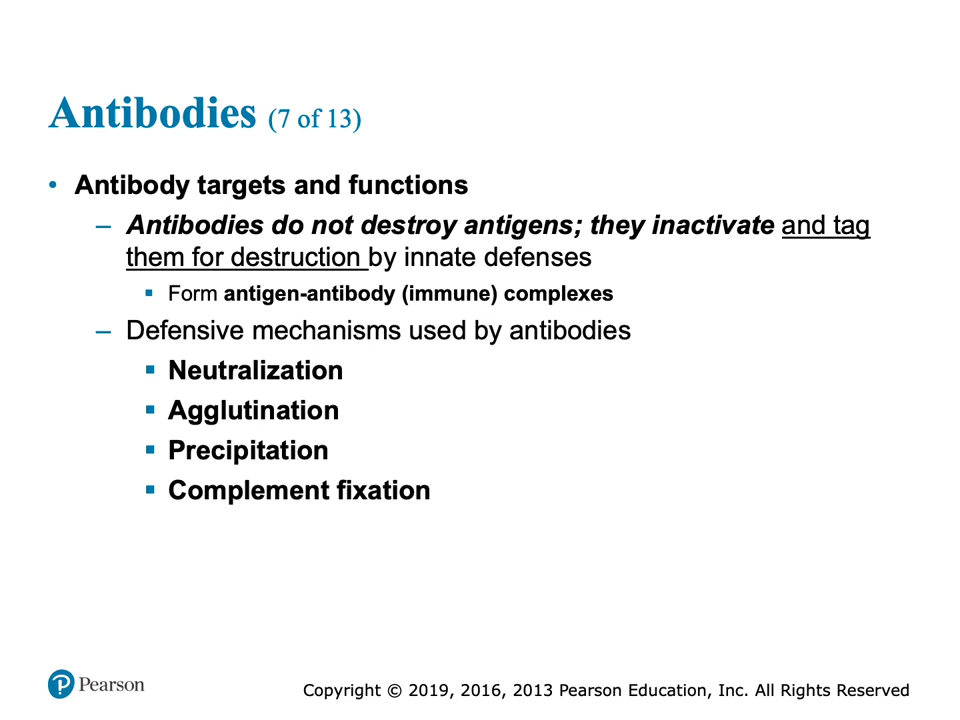 Antibodies (7 of 13)
• Antibody targets and functions
– Antibodies do not destroy antigens; they inactivate and tag
them for destruction by innate defenses
▪ Form antigen-antibody (immune) complexes
– Defensive mechanisms used by antibodies
▪ Neutralization
▪ Agglutination
▪ Precipitation
▪ Complement fixation
P Pearson
Copyright © 2019, 2016, 2013 Pearson Education, Inc. All Rights Reserved